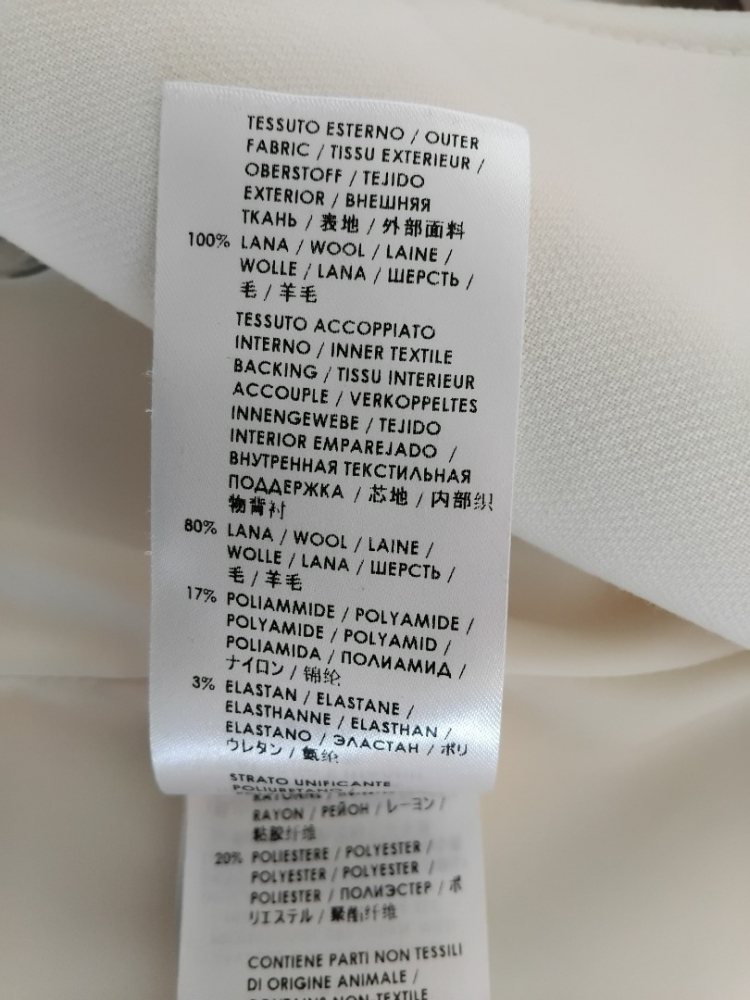 TESSUTO ESTERNO / OUTER
FABRIC / TISSU EXTERIEUR /
OBERSTOFF / TEJIDO
EXTERIOR / ВНЕШНЯЯ
ТКАНЬ / 表地 / 外部面料
100% LANA / WOOL / LAINE /
WOLLE / LANA / ШЕРСТЬ /
毛 / 羊毛
TESSUTO ACCOPPIATO
INTERNO / INNER TEXTILE
BACKING / TISSU INTERIEUR
ACCOUPLE / VERKOPPELTES
INNENGEWEBE / TEJIDO
INTERIOR EMPAREJADO /
ВНУТРЕННАЯ ТЕКСТИЛЬНАЯ
ПОДДЕРЖКА / 芯地 / 内部织
物背衬
80% LANA / WOOL / LAINE /
WOLLE / LANA / ШЕРСТЬ /
毛 / 羊毛
17% POLIAMMIDE / POLYAMIDE /
POLYAMIDE / POLYAMID /
POLIAMIDA / ПОЛИАМИД /
ナイロン / 锦纶
3% ELASTAN / ELASTANE /
ELASTHANNE / ELASTHAN /
ELASTANO / ЭЛАСТАН / ポリ
ウレタン / 氨纶
STRATO UNIFICANTE
POLIURETANO
RAYON / РЕЙОН / レーヨン /
粘胶纤维
20% POLIESTERE / POLYESTER /
POLYESTER / POLYESTER /
POLIESTER / ПОЛИЭСТЕР / ポ
リエステル / 聚酯纤维
CONTIENE PARTI NON TESSILI
DI ORIGINE ANIMALE /
CONTAINS NON-TEXTILE